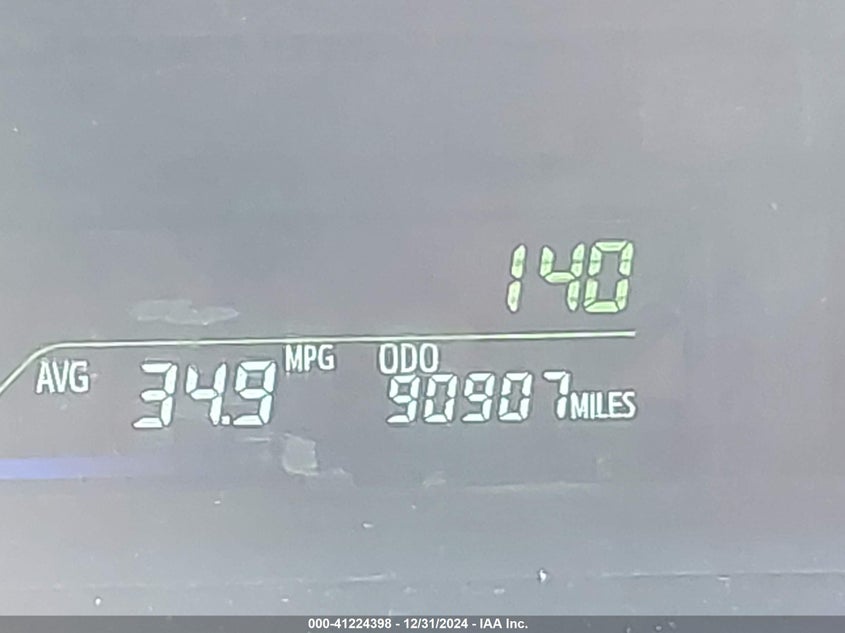 140
AVG 34.9 MPG ODO 90907 MILES
000-41224398 - 12/31/2024 - IAA Inc.